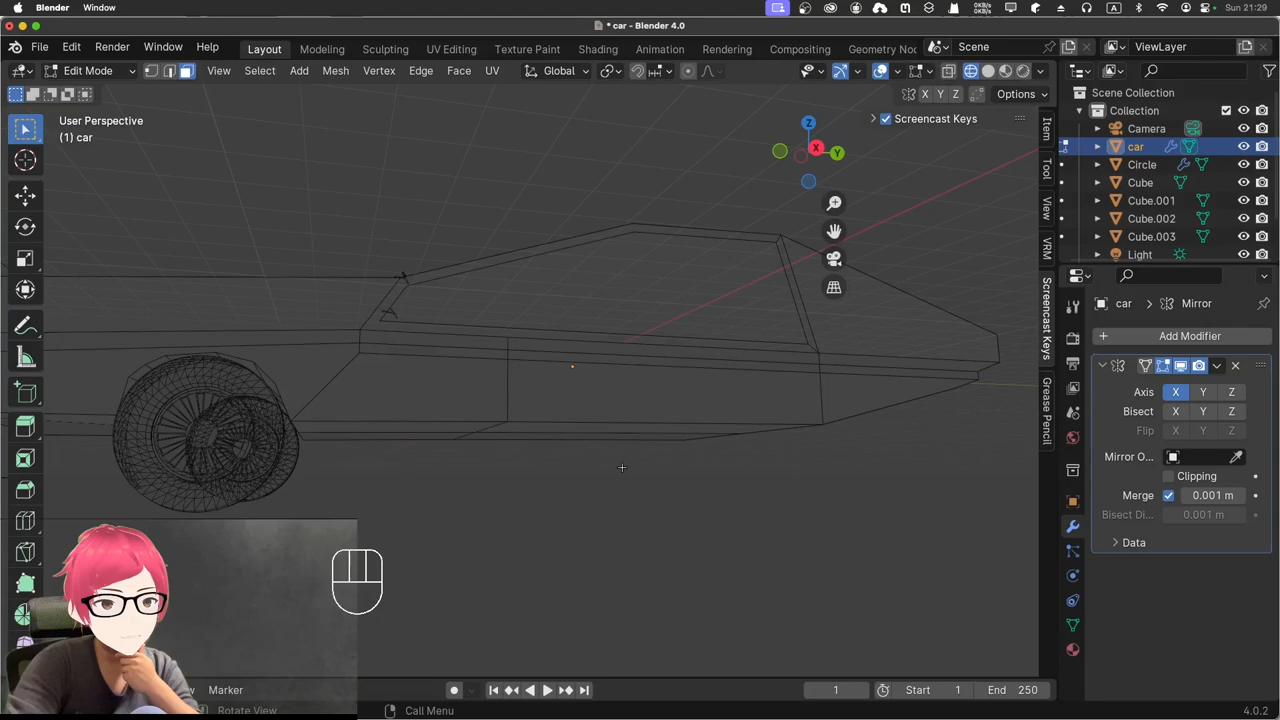 Blender Window
Sun 21:29
0KB/s
0KB/s
* car - Blender 4.0
File Edit Render Window Help
Layout Modeling Sculpting UV Editing Texture Paint Shading Animation Rendering Compositing Geometry Noc
Scene
ViewLayer
Edit Mode
View Select Add Mesh Vertex Edge Face UV
Global
X Y Z
Options
User Perspective
(1) car
Screencast Keys
Z
X
Y
Item
Tool
View
VRM
Screencast Keys
Grease Pencil
Scene Collection
Collection
Camera
car
Circle
Cube
Cube.001
Cube.002
Cube.003
Light
car
Mirror
Add Modifier
Axis X Y Z
Bisect X Y Z
Flip X Y Z
Mirror O...
Clipping
Merge 0.001 m
Bisect Di... 0.001 m
Data
Marker
1
Start 1
End 250
Rotate View
Call Menu
4.0.2